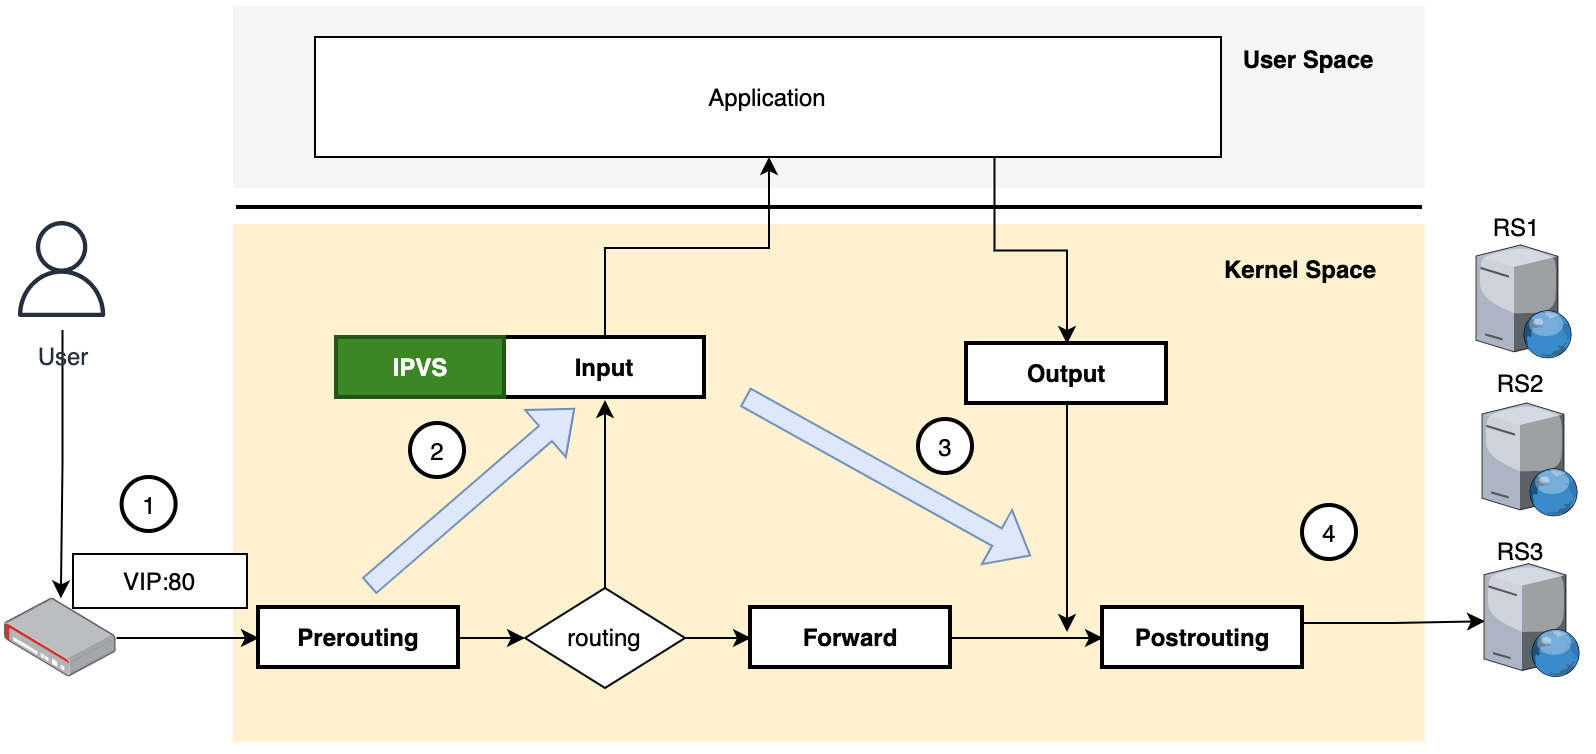 User Space
Application
Kernel Space
RS1
User
IPVS
Input
Output
RS2
2
3
1
4
VIP:80
RS3
Prerouting
routing
Forward
Postrouting